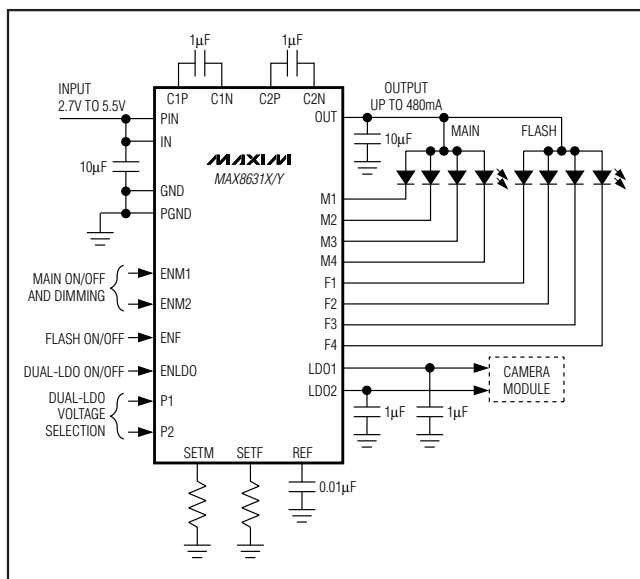 1µF
1µF
INPUT
2.7V TO 5.5V
C1P
C1N
C2P
C2N
OUTPUT
UP TO 480mA
PIN
OUT
IN
10µF
MAIN
FLASH
10µF
MAXIM
MAX8631X/Y
GND
PGND
M1
M2
M3
M4
MAIN ON/OFF
AND DIMMING
ENM1
ENM2
F1
F2
F3
F4
FLASH ON/OFF
ENF
DUAL-LDO ON/OFF
ENLDO
LDO1
LDO2
CAMERA
MODULE
DUAL-LDO
VOLTAGE
SELECTION
P1
P2
1µF
1µF
SETM
SETF
REF
0.01µF